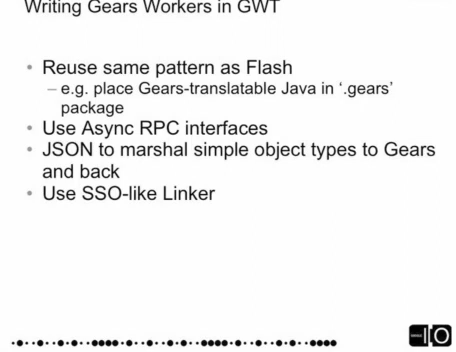 Writing Gears Workers in GWT
• Reuse same pattern as Flash
– e.g. place Gears-translatable Java in ‘.gears’
package
• Use Async RPC interfaces
• JSON to marshal simple object types to Gears
and back
• Use SSO-like Linker
IO